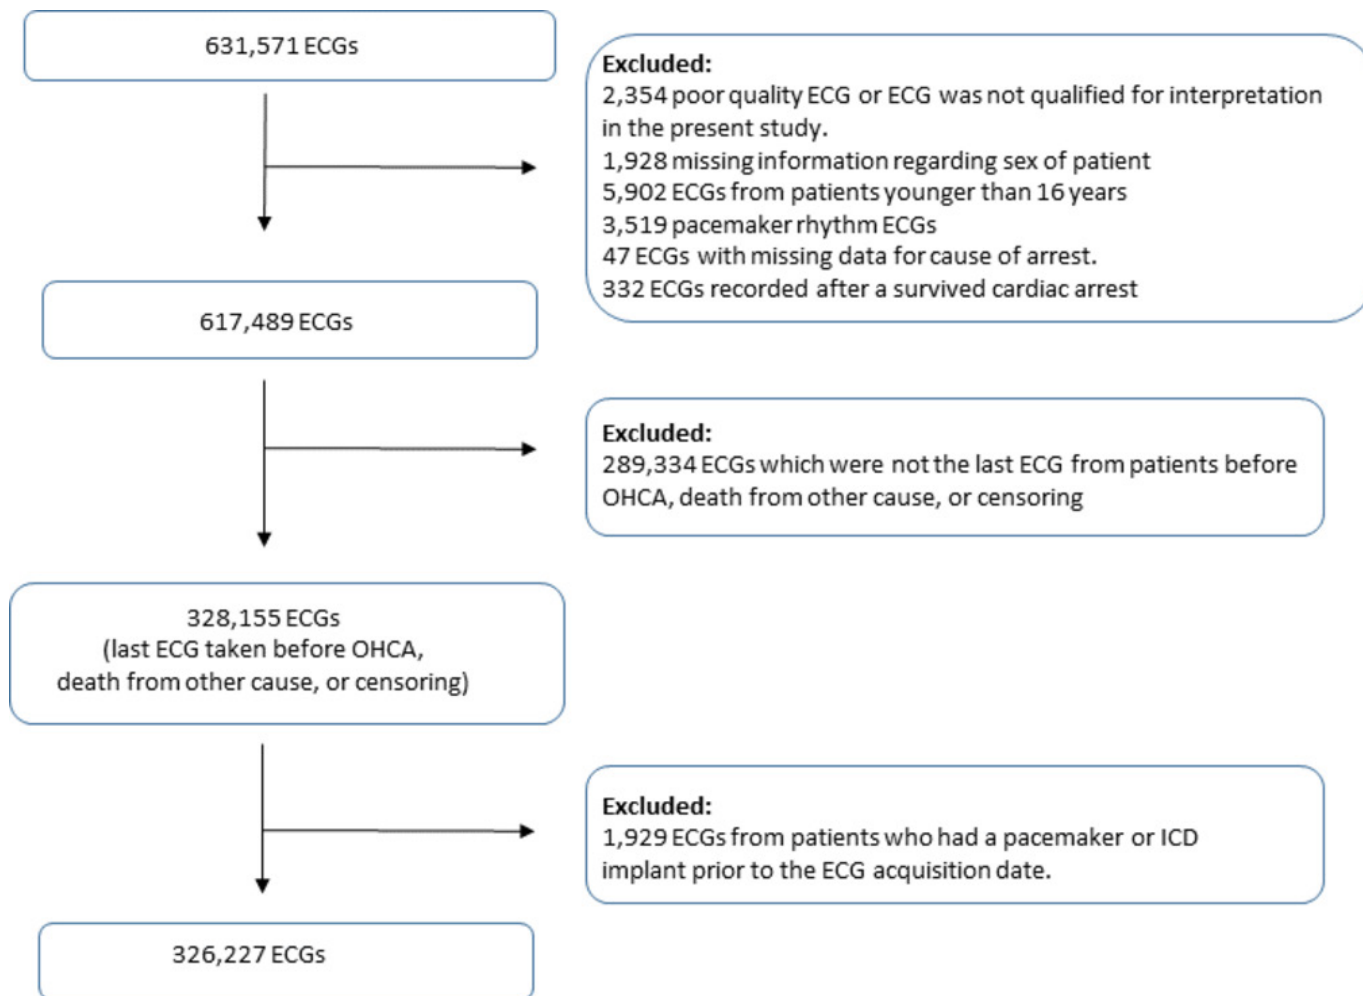 631,571 ECGs
Excluded:
2,354 poor quality ECG or ECG was not qualified for interpretation
in the present study.
1,928 missing information regarding sex of patient
5,902 ECGs from patients younger than 16 years
3,519 pacemaker rhythm ECGs
47 ECGs with missing data for cause of arrest.
332 ECGs recorded after a survived cardiac arrest
617,489 ECGs
Excluded:
289,334 ECGs which were not the last ECG from patients before
OHCA, death from other cause, or censoring
328,155 ECGs
(last ECG taken before OHCA,
death from other cause, or censoring)
Excluded:
1,929 ECGs from patients who had a pacemaker or ICD
implant prior to the ECG acquisition date.
326,227 ECGs